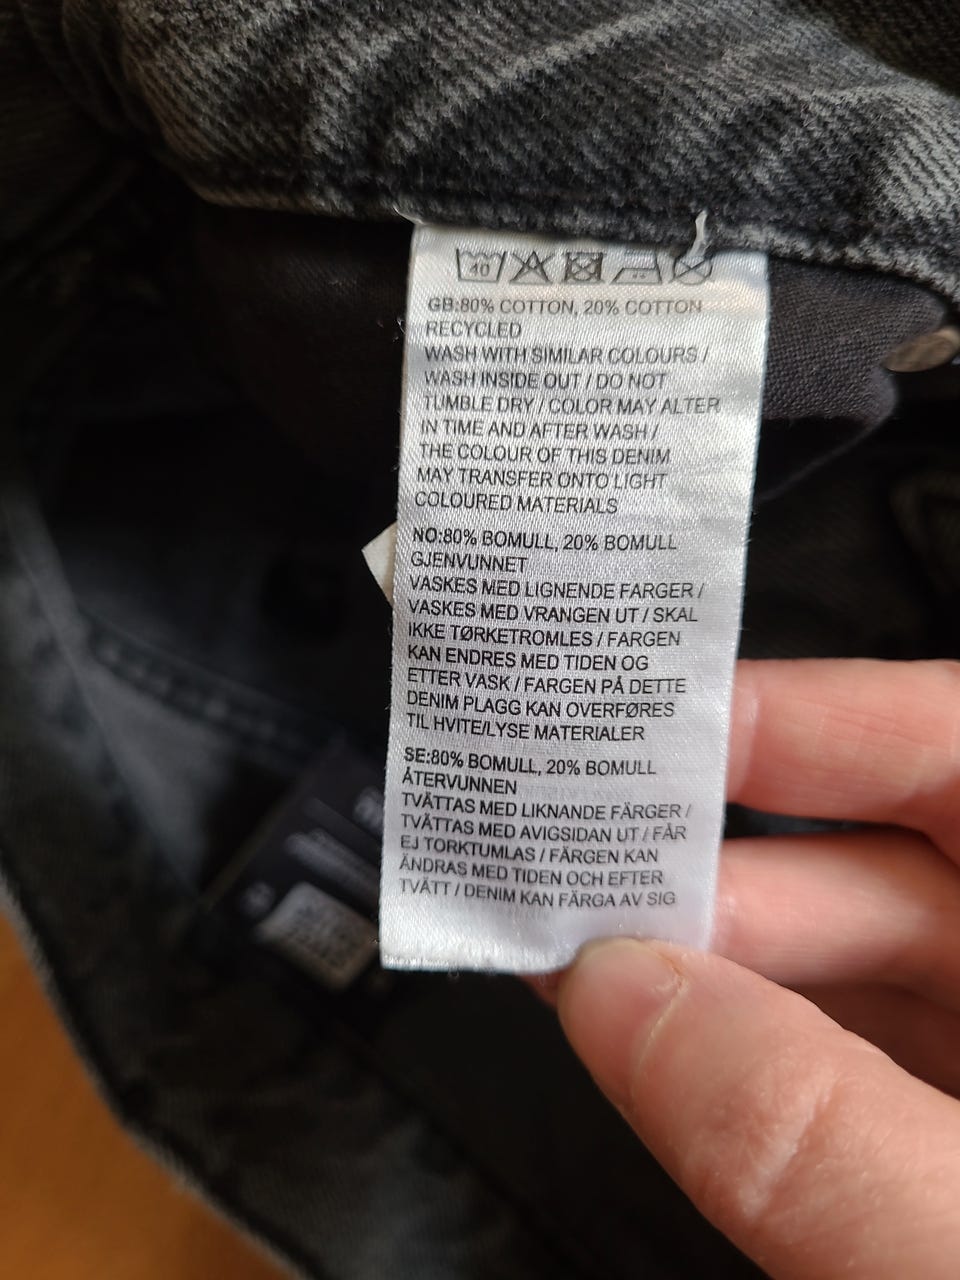 40
GB:80% COTTON, 20% COTTON
RECYCLED
WASH WITH SIMILAR COLOURS /
WASH INSIDE OUT / DO NOT
TUMBLE DRY / COLOR MAY ALTER
IN TIME AND AFTER WASH /
THE COLOUR OF THIS DENIM
MAY TRANSFER ONTO LIGHT
COLOURED MATERIALS
NO:80% BOMULL, 20% BOMULL
GJENVUNNET
VASKES MED LIGNENDE FARGER /
VASKES MED VRANGEN UT / SKAL
IKKE TØRKETROMLES / FARGEN
KAN ENDRES MED TIDEN OG
ETTER VASK / FARGEN PÅ DETTE
DENIM PLAGG KAN OVERFØRES
TIL HVITE/LYSE MATERIALER
SE:80% BOMULL, 20% BOMULL
ÅTERVUNNEN
TVÄTTAS MED LIKNANDE FÄRGER /
TVÄTTAS MED AVIGSIDAN UT / FÅR
EJ TORKTUMLAS / FÄRGEN KAN
ÄNDRAS MED TIDEN OCH EFTER
TVÄTT / DENIM KAN FÄRGA AV SIG